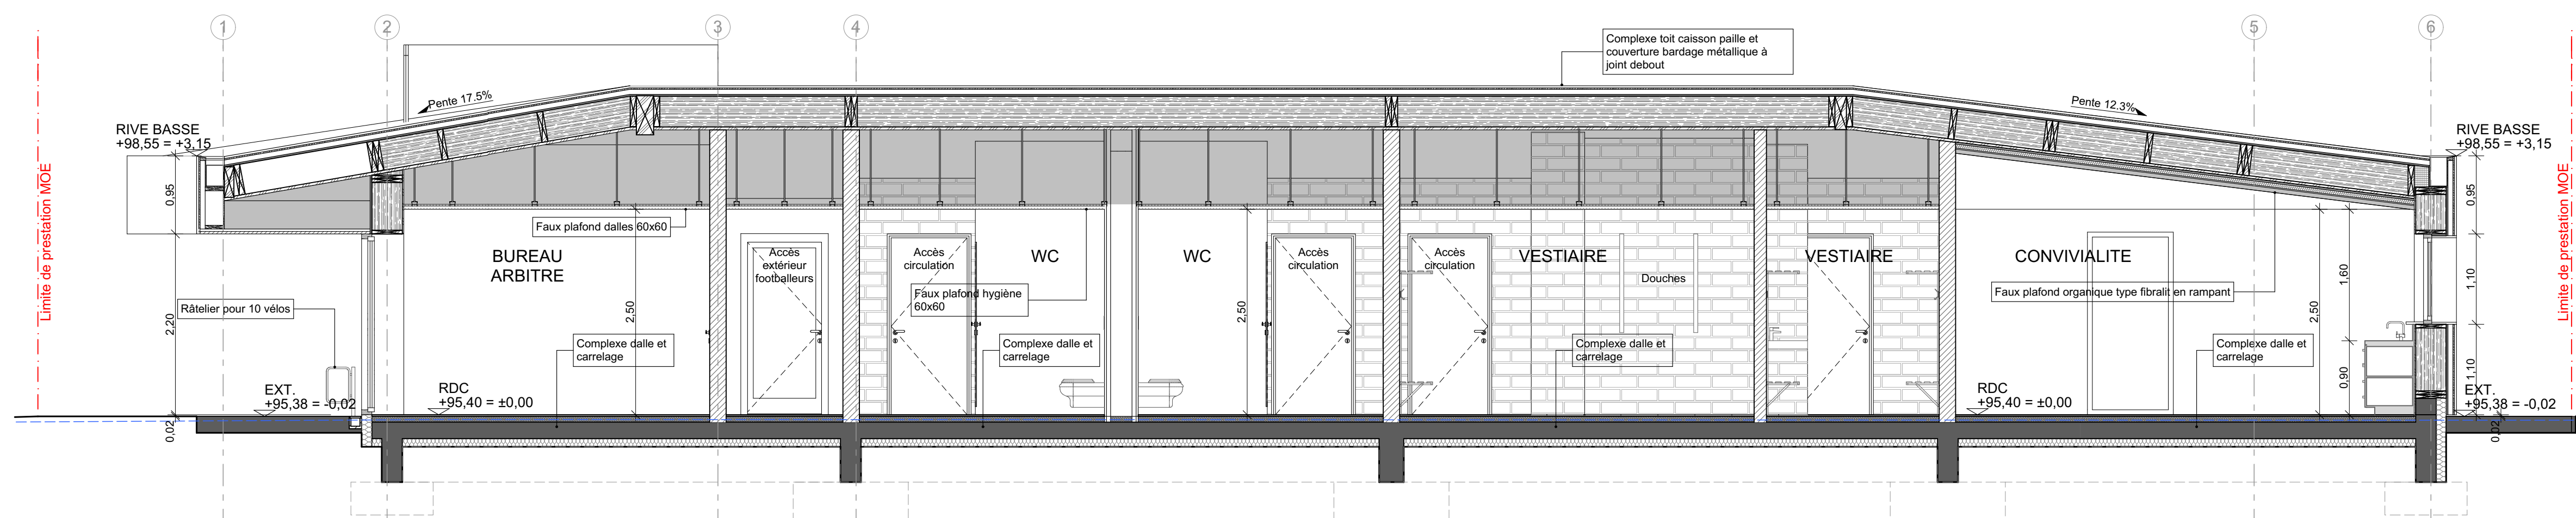 1
2
3
4
5
6
Complexe toit caisson paille et
couverture bardage métallique à
joint debout
Pente 17.5%
Pente 12.3%
RIVE BASSE
+98,55 = +3,15
RIVE BASSE
+98,55 = +3,15
Limite de prestation MOE
Limite de prestation MOE
0,95
2,20
0,02
Râtelier pour 10 vélos
EXT.
+95,38 = -0,02
RDC
+95,40 = ±0,00
BUREAU
ARBITRE
Faux plafond dalles 60x60
2,50
Complexe dalle et
carrelage
Accès
extérieur
footballeurs
Accès
circulation
WC
Faux plafond hygiène
60x60
Complexe dalle et
carrelage
WC
2,50
Accès
circulation
Accès
circulation
VESTIAIRE
Douches
Complexe dalle et
carrelage
VESTIAIRE
CONVIVIALITE
Faux plafond organique type fibralit en rampant
RDC
+95,40 = ±0,00
Complexe dalle et
carrelage
2,50
1,60
0,90
0,95
1,10
1,10
EXT.
+95,38 = -0,02
0,02